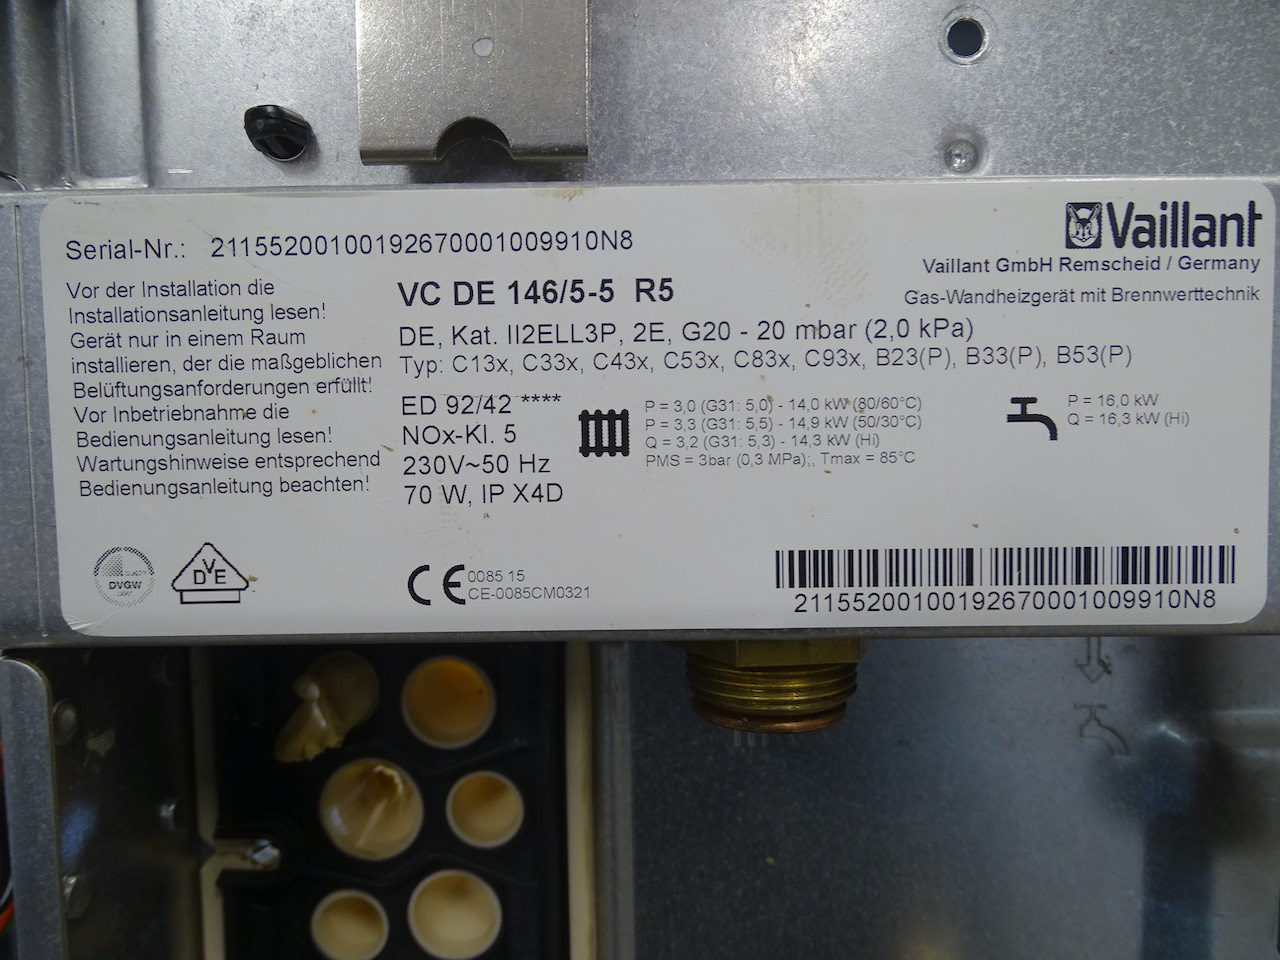 Serial-Nr.: 21155200100192670001009910N8
Vaillant
Vaillant GmbH Remscheid / Germany
Gas-Wandheizgerät mit Brennwerttechnik
Vor der Installation die
Installationsanleitung lesen!
Gerät nur in einem Raum
installieren, der die maßgeblichen
Belüftungsanforderungen erfüllt!
Vor Inbetriebnahme die
Bedienungsanleitung lesen!
Wartungshinweise entsprechend
Bedienungsanleitung beachten!
VC DE 146/5-5 R5
DE, Kat. II2ELL3P, 2E, G20 - 20 mbar (2,0 kPa)
Typ: C13x, C33x, C43x, C53x, C83x, C93x, B23(P), B33(P), B53(P)
ED 92/42 ****
NOx-Kl. 5
230V~50 Hz
70 W, IP X4D
P = 3,0 (G31: 5,0) - 14,0 kW (80/60°C)
P = 3,3 (G31: 5,5) - 14,9 kW (50/30°C)
Q = 3,2 (G31: 5,3) - 14,3 kW (Hi)
PMS = 3bar (0,3 MPa);, Tmax = 85°C
P = 16,0 kW
Q = 16,3 kW (Hi)
DVGW
DVE
CE 0085 15
CE-0085CM0321
21155200100192670001009910N8